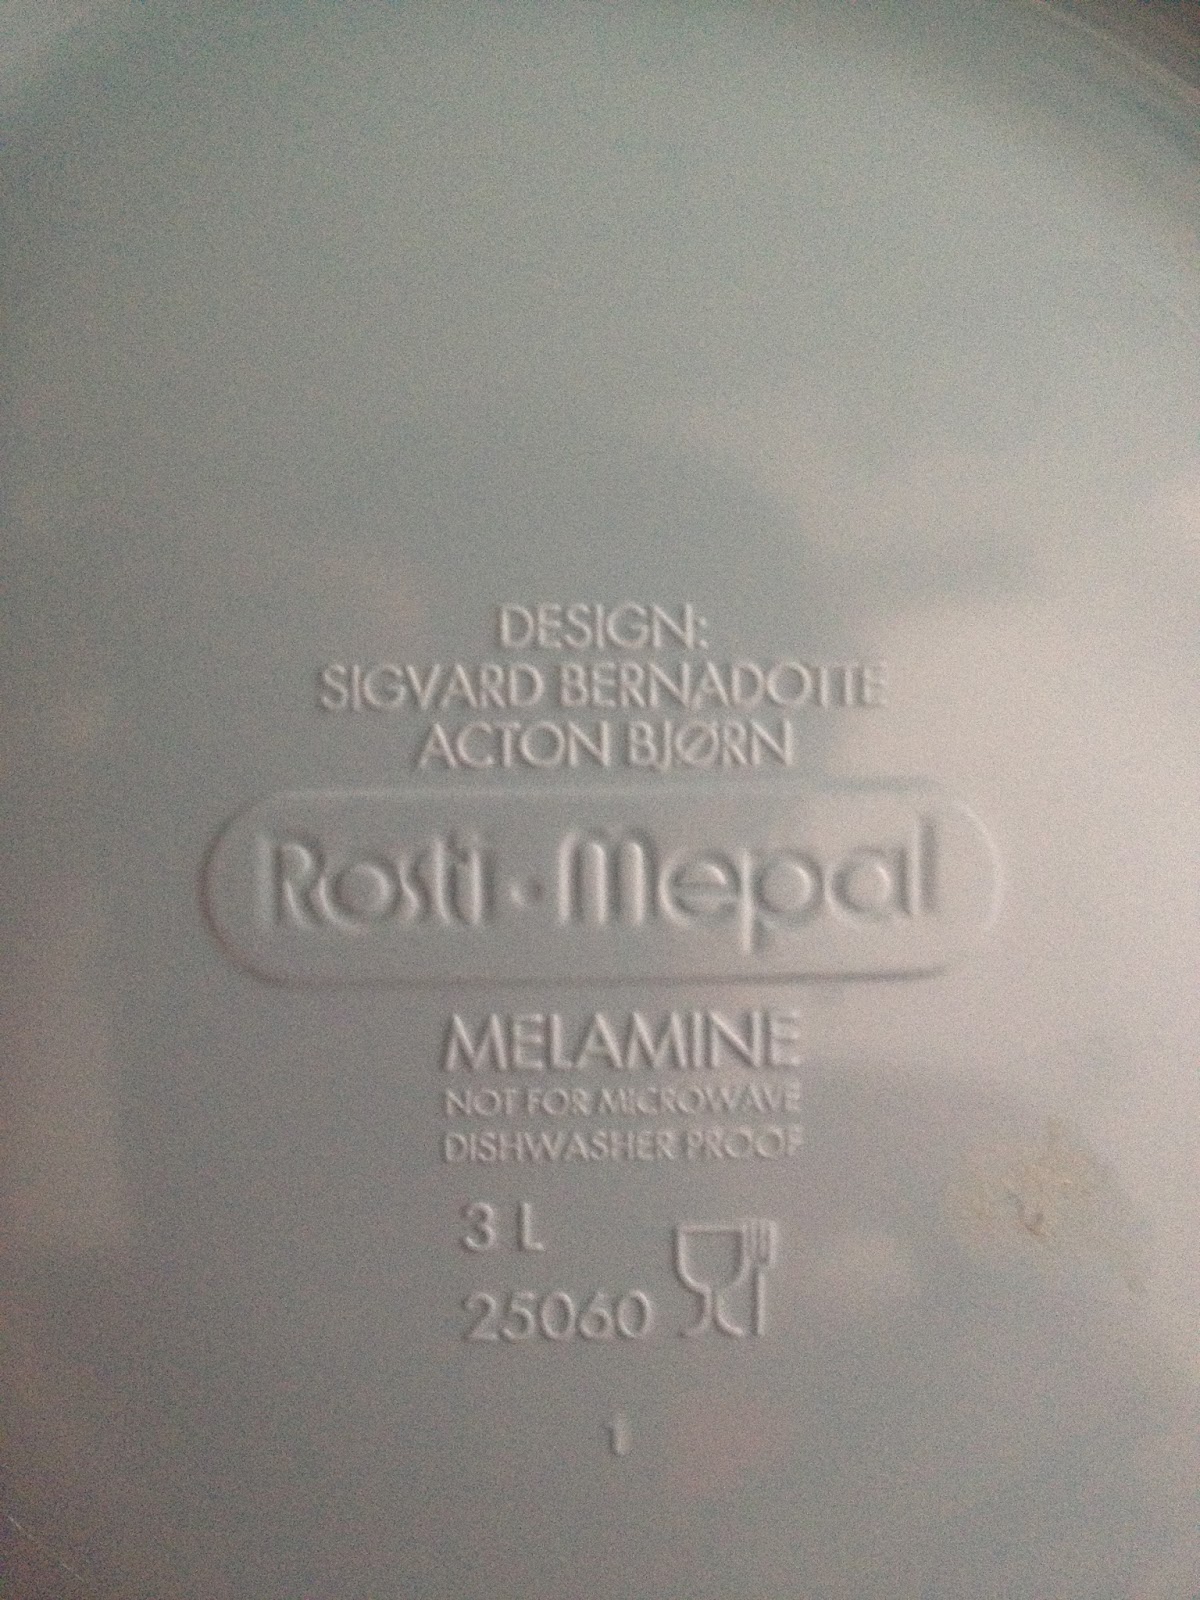 DESIGN:
SIGVARD BERNADOTTE
ACTON BJØRN
Rosti · Mepal
MELAMINE
NOT FOR MICROWAVE
DISHWASHER PROOF
3 L
25060
1